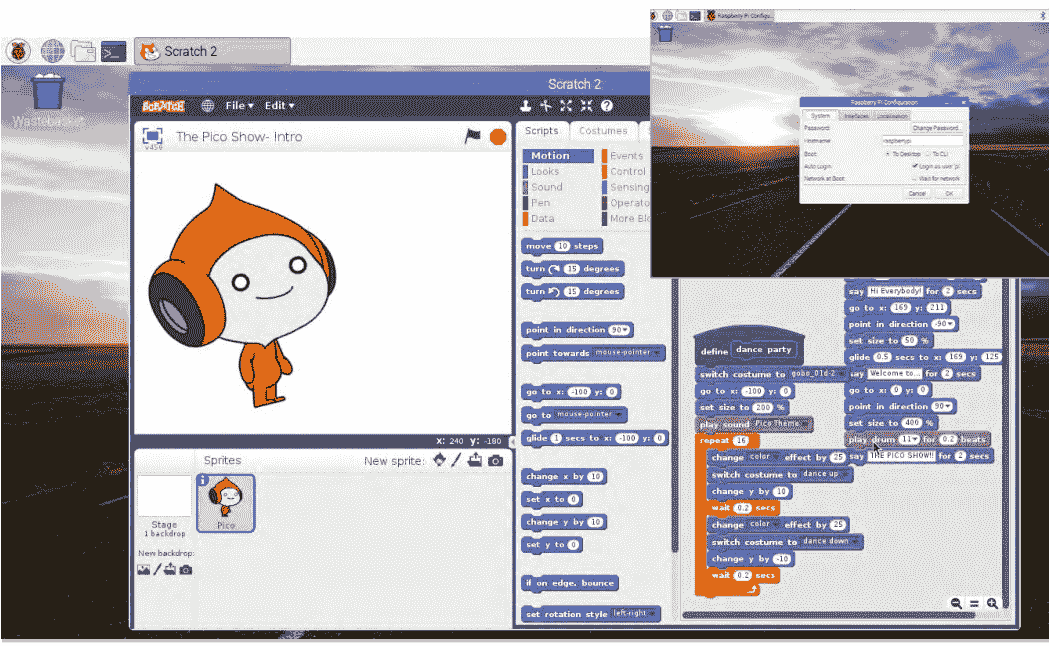 Scratch 2
Wastebasket
Scratch 2
SCRATCH
File
Edit
The Pico Show- Intro
v456
x: 240 y: -180
Sprites
New sprite:
Stage
1 backdrop
New backdrop:
Pico
Scripts
Costumes
Motion
Looks
Sound
Pen
Data
Events
Control
Sensing
Operato
More Bl
move 10 steps
turn 15 degrees
turn 15 degrees
point in direction 90
point towards mouse-pointer
go to x: -100 y: 0
go to mouse-pointer
glide 1 secs to x: -100 y: 0
change x by 10
set x to 0
change y by 10
set y to 0
if on edge, bounce
set rotation style left-right
define dance party
switch costume to gobo_01d-2
go to x: -100 y: 0
set size to 200 %
play sound Pico Theme
repeat 16
change color effect by 25
switch costume to dance up
change y by 10
wait 0.2 secs
change color effect by 25
switch costume to dance down
change y by -10
wait 0.2 secs
say Hi Everybody! for 2 secs
go to x: 169 y: 211
point in direction -90
set size to 50 %
glide 0.5 secs to x: 169 y: 125
say Welcome to... for 2 secs
go to x: 0 y: 0
point in direction 90
set size to 400 %
play drum 11 for 0.2 beats
say THE PICO SHOW!! for 2 secs
Raspberry Pi Configu...
Raspberry Pi Configuration
System
Interfaces
Localisation
Password:
Change Password...
Hostname:
raspberrypi
Boot:
To Desktop
To CLI
Auto Login:
Login as user 'pi'
Network at Boot:
Wait for network
Cancel
OK